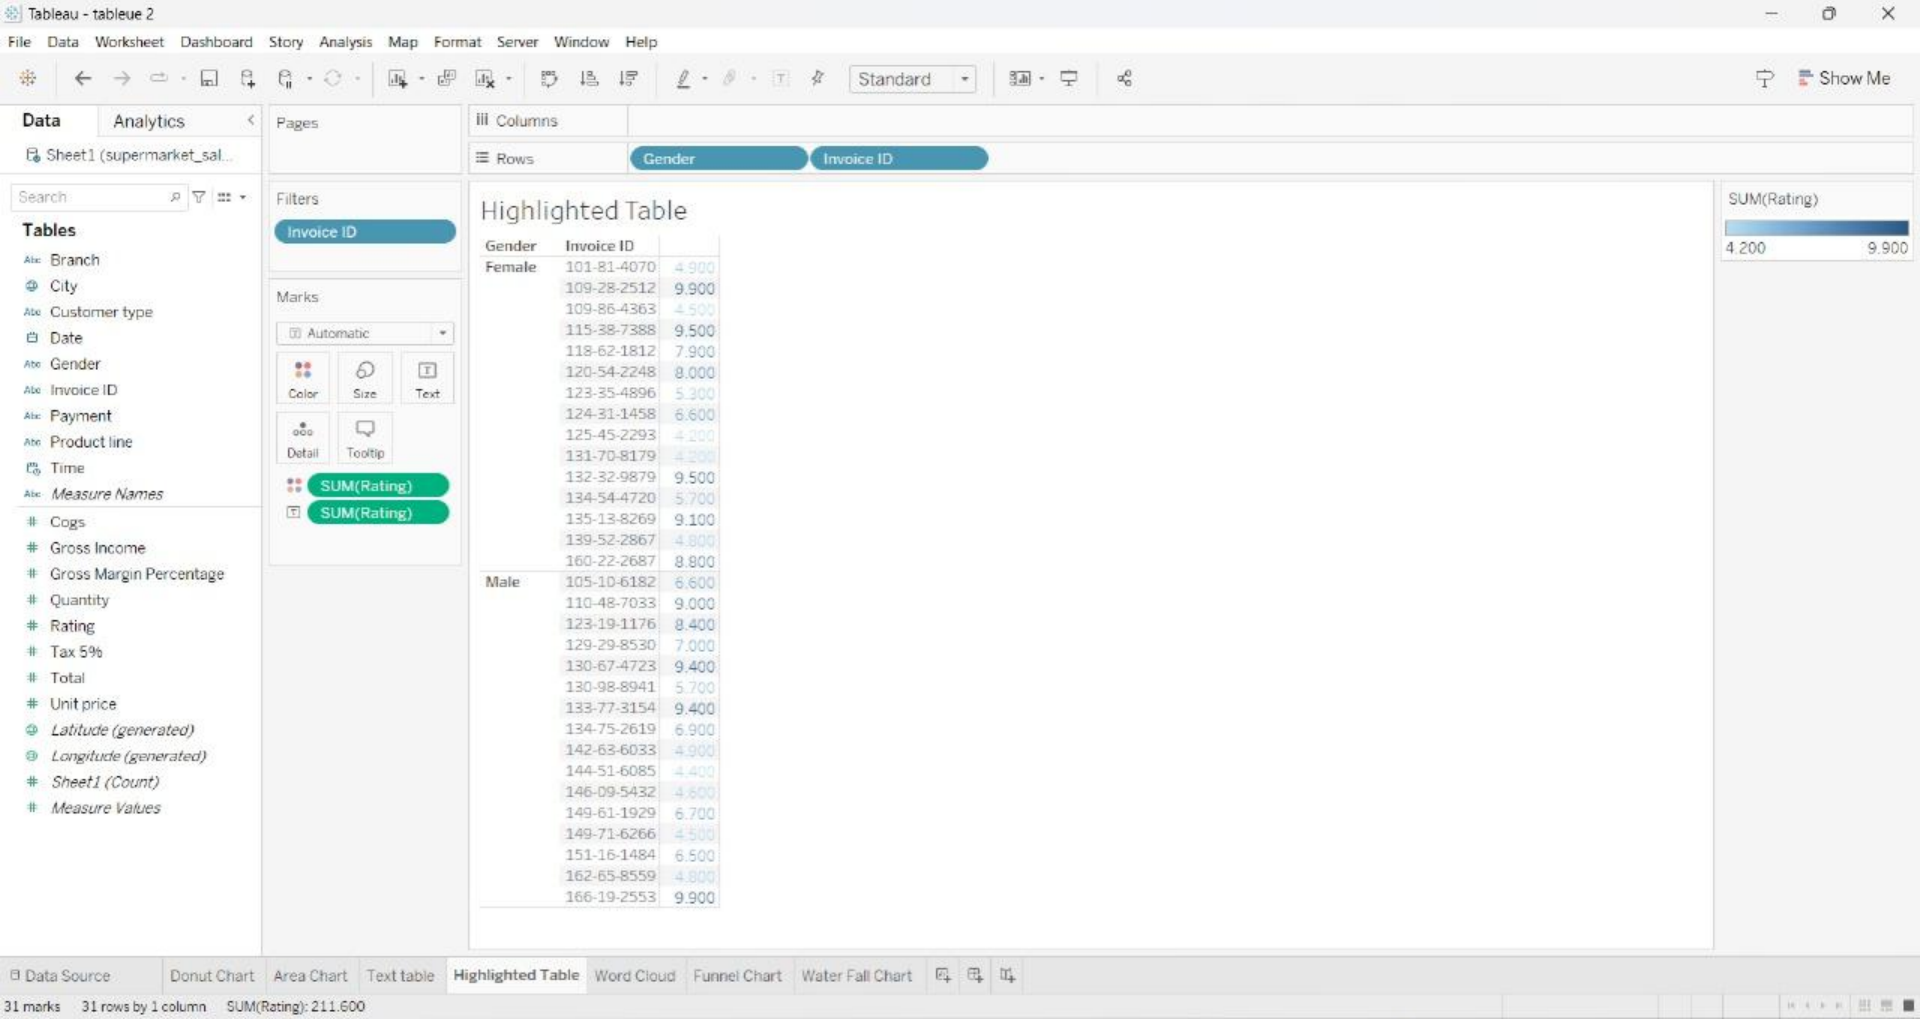 Tableau - tableue 2
File Data Worksheet Dashboard Story Analysis Map Format Server Window Help
Standard
Show Me
Data Analytics
Sheet1 (supermarket_sal...
Search
Tables
Abc Branch
City
Abc Customer type
Date
Abc Gender
Abc Invoice ID
Abc Payment
Abc Product line
Time
Abc Measure Names
# Cogs
# Gross Income
# Gross Margin Percentage
# Quantity
# Rating
# Tax 5%
# Total
# Unit price
Latitude (generated)
Longitude (generated)
# Sheet1 (Count)
# Measure Values
Pages
Filters
Invoice ID
Marks
Automatic
Color Size Text
Detail Tooltip
SUM(Rating)
SUM(Rating)
Columns
Rows Gender Invoice ID
Highlighted Table
Gender Invoice ID
Female 101-81-4070 4.900
109-28-2512 9.900
109-86-4363 4.500
115-38-7388 9.500
118-62-1812 7.900
120-54-2248 8.000
123-35-4896 5.300
124-31-1458 6.600
125-45-2293 4.200
131-70-8179 4.200
132-32-9879 9.500
134-54-4720 5.700
135-13-8269 9.100
139-52-2867 4.800
160-22-2687 8.800
Male 105-10-6182 6.600
110-48-7033 9.000
123-19-1176 8.400
129-29-8530 7.000
130-67-4723 9.400
130-98-8941 5.700
133-77-3154 9.400
134-75-2619 6.900
142-63-6033 4.900
144-51-6085 4.400
146-09-5432 4.600
149-61-1929 6.700
149-71-6266 4.500
151-16-1484 6.500
162-65-8559 4.800
166-19-2553 9.900
SUM(Rating)
4.200 9.900
Data Source Donut Chart Area Chart Text table Highlighted Table Word Cloud Funnel Chart Water Fall Chart
31 marks 31 rows by 1 column SUM(Rating): 211.600